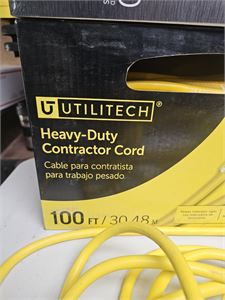 UTILITECH
Heavy-Duty
Contractor Cord
Cable para contratista
para trabajo pesado.
100 FT / 30.48 M